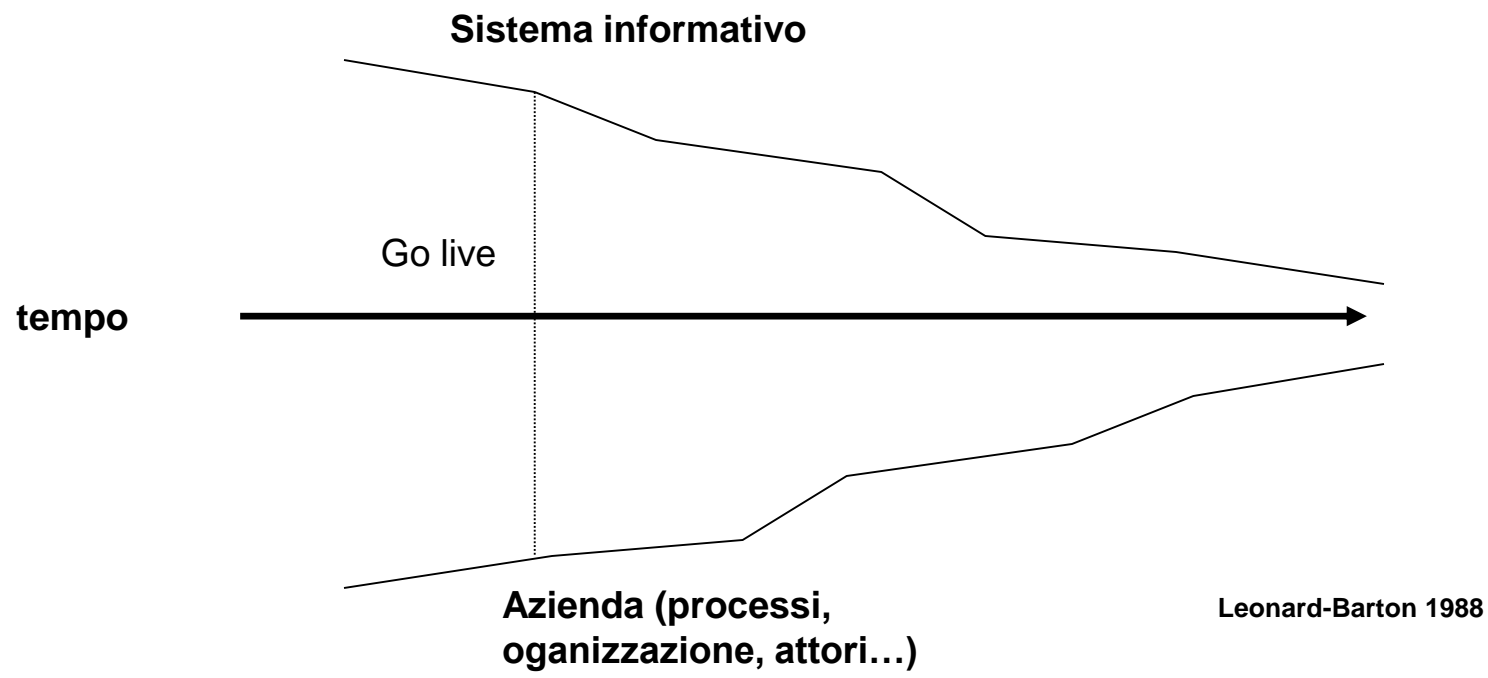 Sistema informativo
Go live
tempo
Azienda (processi,
oganizzazione, attori…)
Leonard-Barton 1988